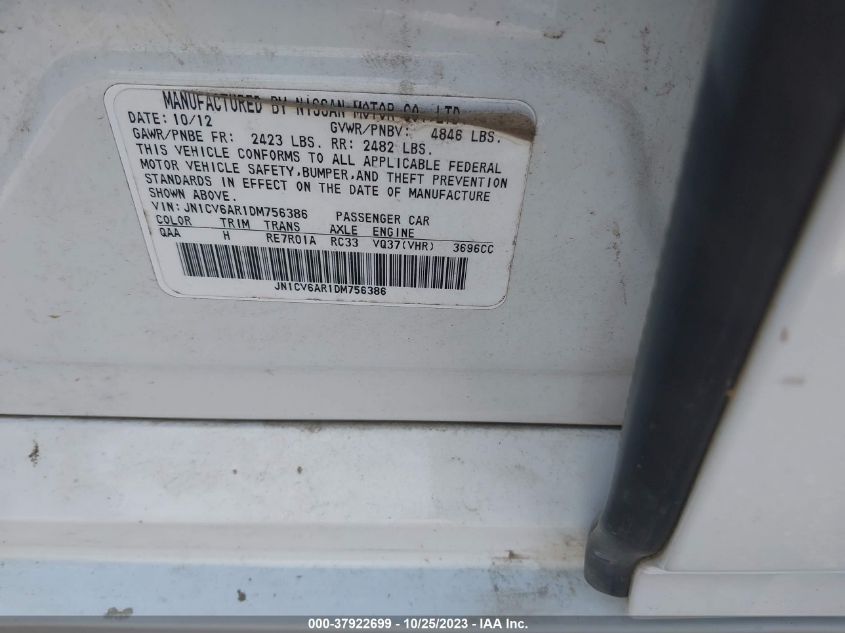 MANUFACTURED BY NISSAN MOTOR CO., LTD.
DATE: 10/12 GVWR/PNBV: 4846 LBS.
GAWR/PNBE FR: 2423 LBS. RR: 2482 LBS.
THIS VEHICLE CONFORMS TO ALL APPLICABLE FEDERAL
MOTOR VEHICLE SAFETY, BUMPER, AND THEFT PREVENTION
STANDARDS IN EFFECT ON THE DATE OF MANUFACTURE
SHOWN ABOVE.
VIN: JN1CV6AR1DM756386 PASSENGER CAR
COLOR TRIM TRANS AXLE ENGINE
QAA H RE7R01A RC33 VQ37(VHR) 3696CC
JN1CV6AR1DM756386
000-37922699 - 10/25/2023 - IAA Inc.